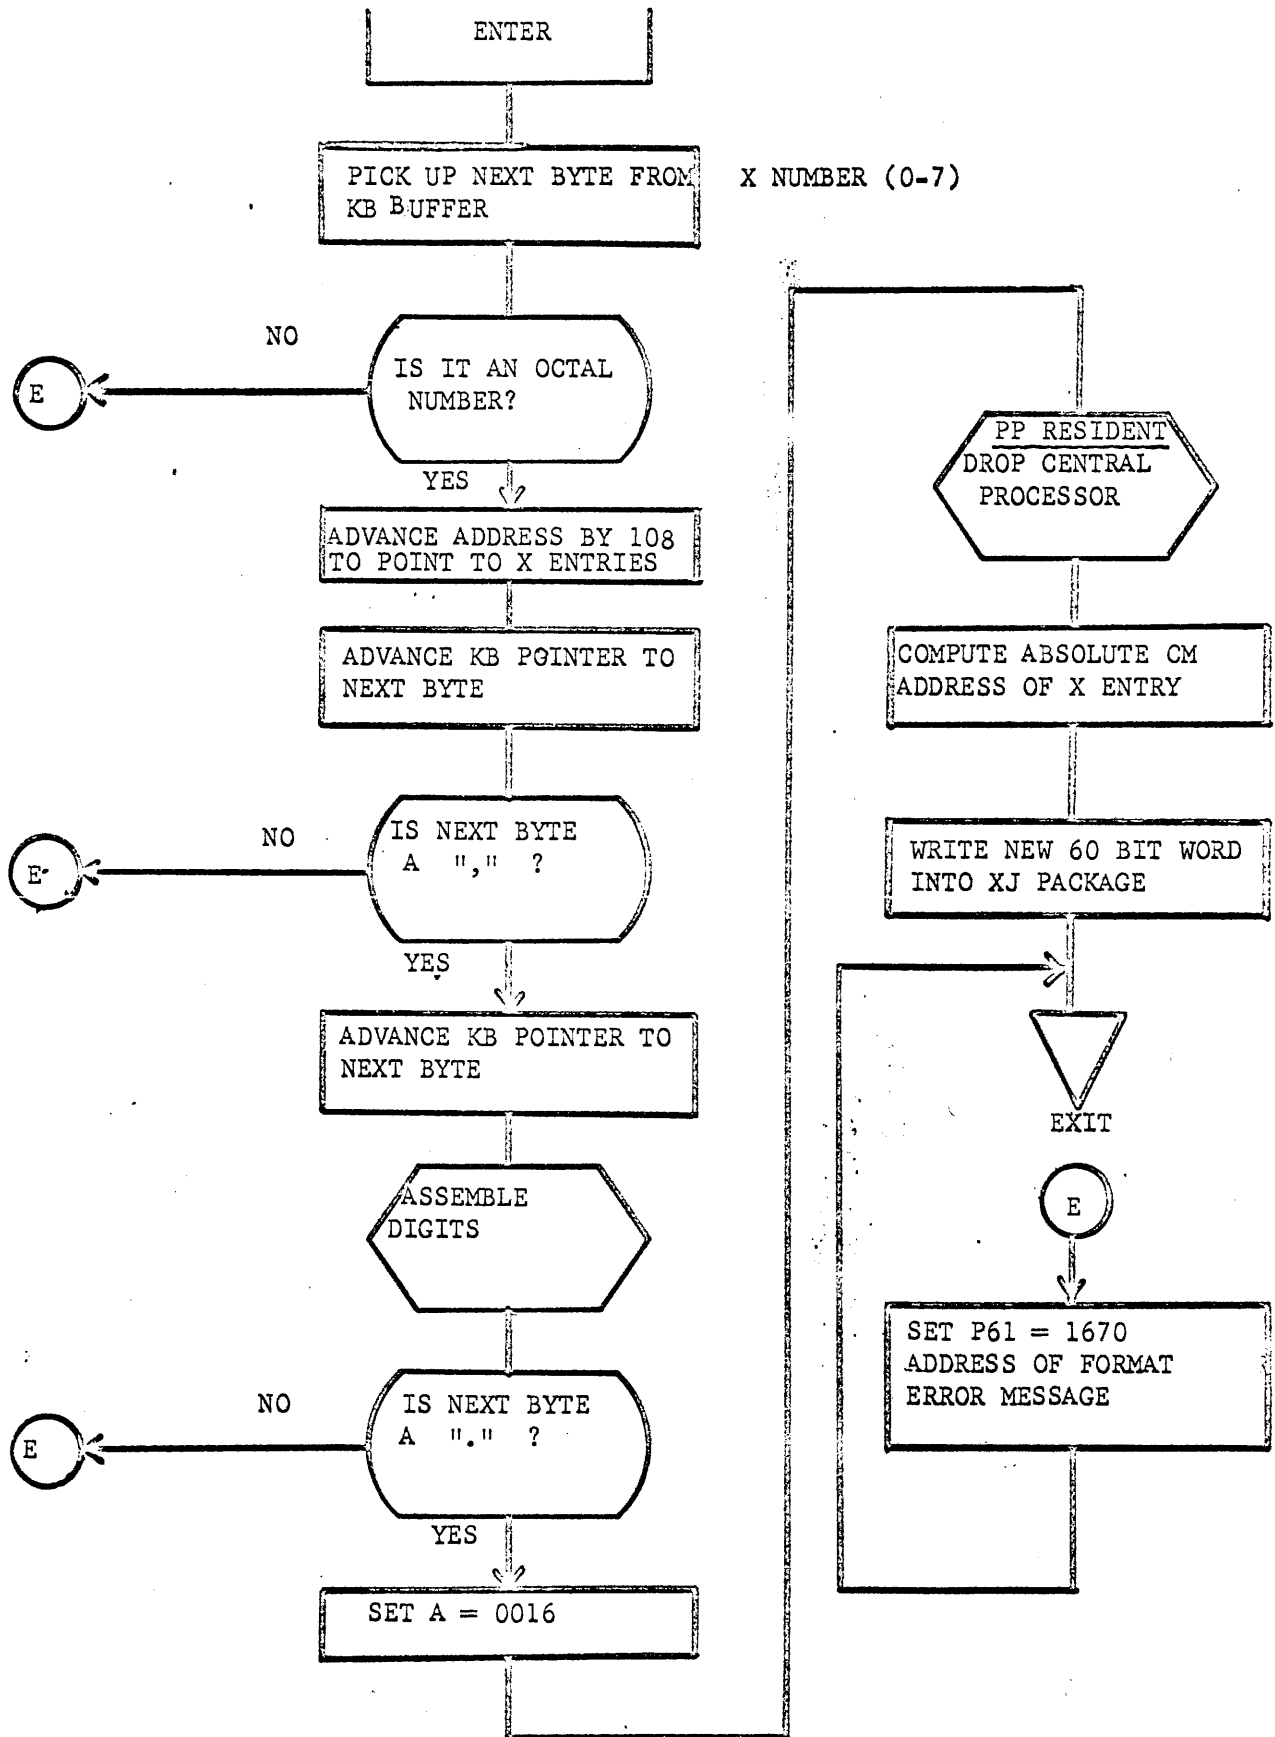 ENTER
PICK UP NEXT BYTE FROM
KB BUFFER
X NUMBER (0-7)
NO
IS IT AN OCTAL
NUMBER?
E
YES
ADVANCE ADDRESS BY 108
TO POINT TO X ENTRIES
ADVANCE KB POINTER TO
NEXT BYTE
NO
IS NEXT BYTE
A "," ?
E
YES
ADVANCE KB POINTER TO
NEXT BYTE
ASSEMBLE
DIGITS
NO
IS NEXT BYTE
A "." ?
E
YES
SET A = 0016
PP RESIDENT
DROP CENTRAL
PROCESSOR
COMPUTE ABSOLUTE CM
ADDRESS OF X ENTRY
WRITE NEW 60 BIT WORD
INTO XJ PACKAGE
EXIT
E
SET P61 = 1670
ADDRESS OF FORMAT
ERROR MESSAGE